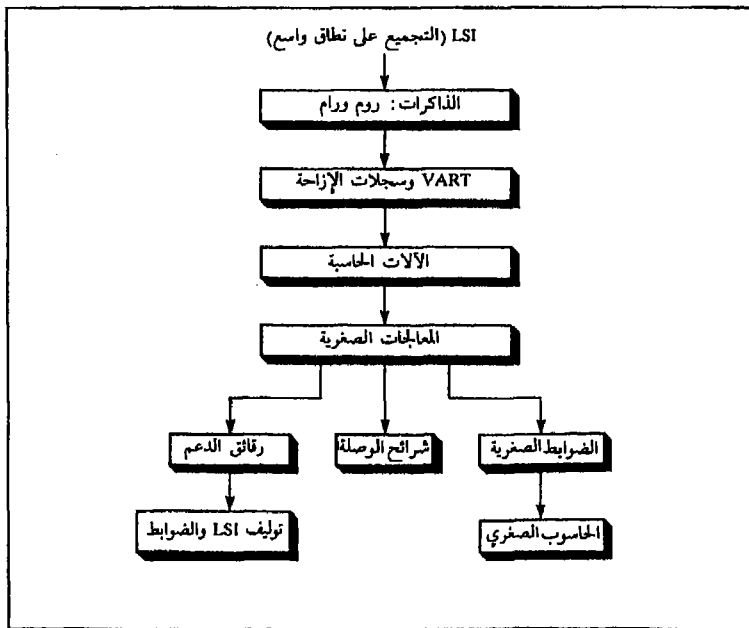 LSI (التجميع على نطاق واسع)
الذاكرات: روم ورام
VART وسجلات الإزاحة
الآلات الحاسبة
المعالجات الصغرية
الضوابط الصغرية
شرائح الوصلة
رقائق الدعم
الحاسوب الصغري
توليف LSI والضوابط